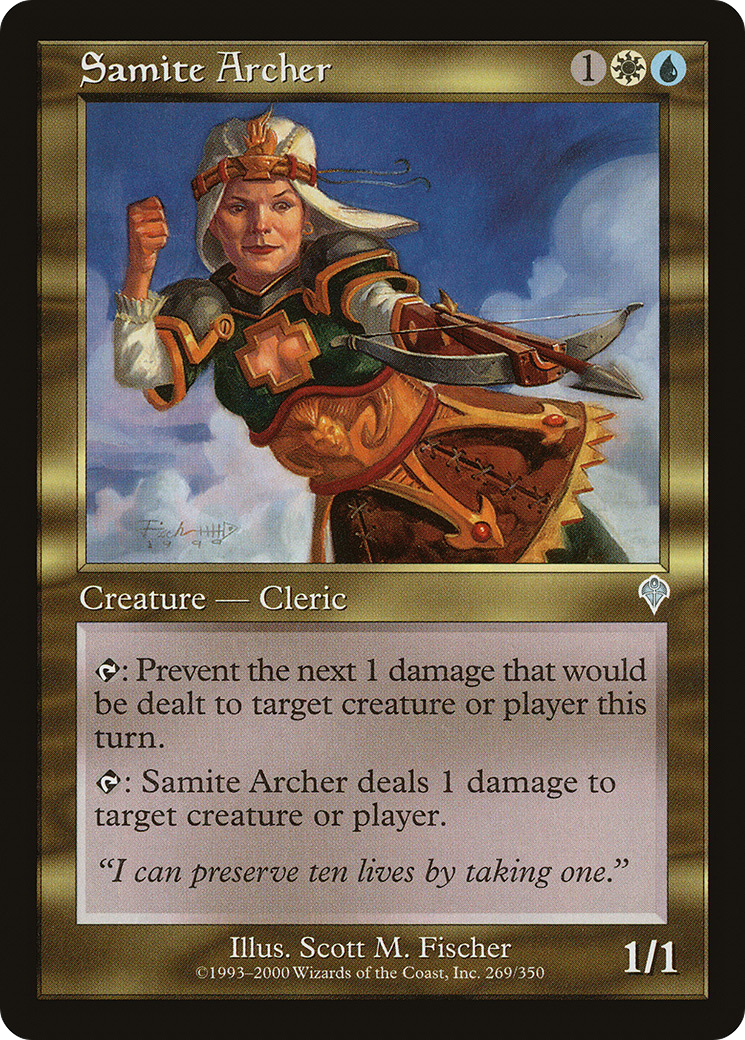 Samite Archer 1
1999
Creature — Cleric
: Prevent the next 1 damage that would
be dealt to target creature or player this
turn.
: Samite Archer deals 1 damage to
target creature or player.
“I can preserve ten lives by taking one.”
Illus. Scott M. Fischer
1/1
©1993–2000 Wizards of the Coast, Inc. 269/350